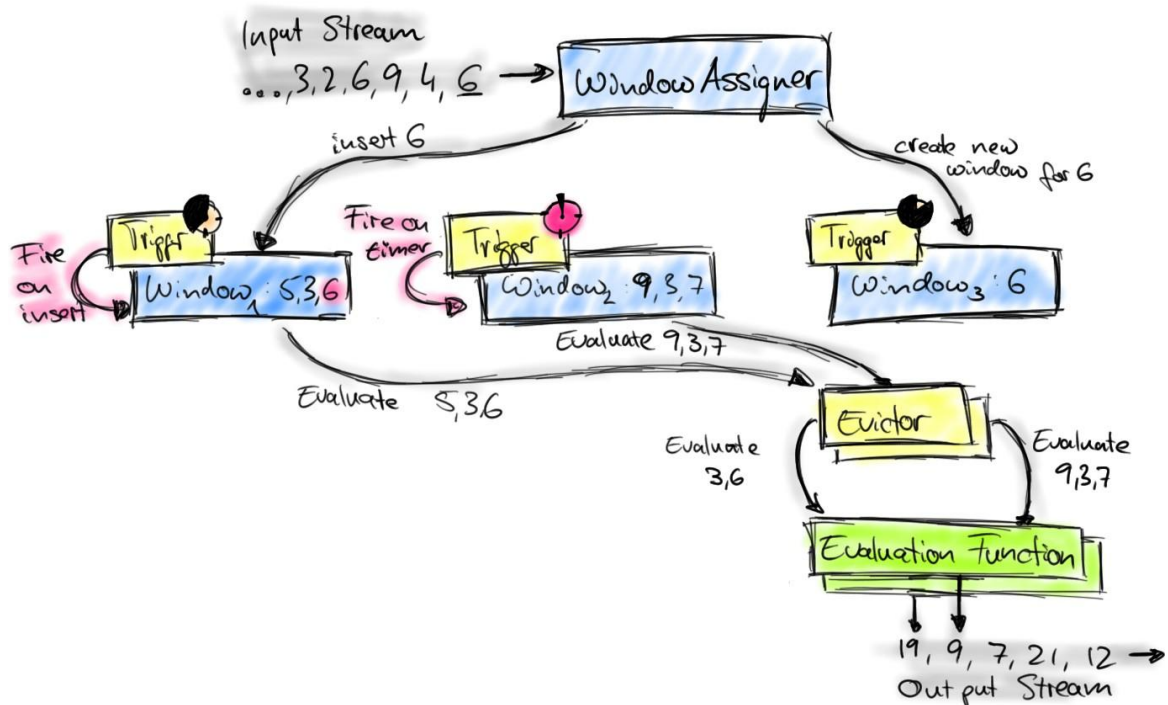 Input Stream
...,3,2,6,9,4,6
Window Assigner
insert 6
create new
window for 6
Fire
on
insert
Trigger
Window1: 5,3,6
Fire on
timer
Trigger
Window2: 9,3,7
Trigger
Window3: 6
Evaluate 9,3,7
Evaluate 5,3,6
Evictor
Evaluate
3,6
Evaluate
9,3,7
Evaluation Function
19, 9, 7, 21, 12
Output Stream